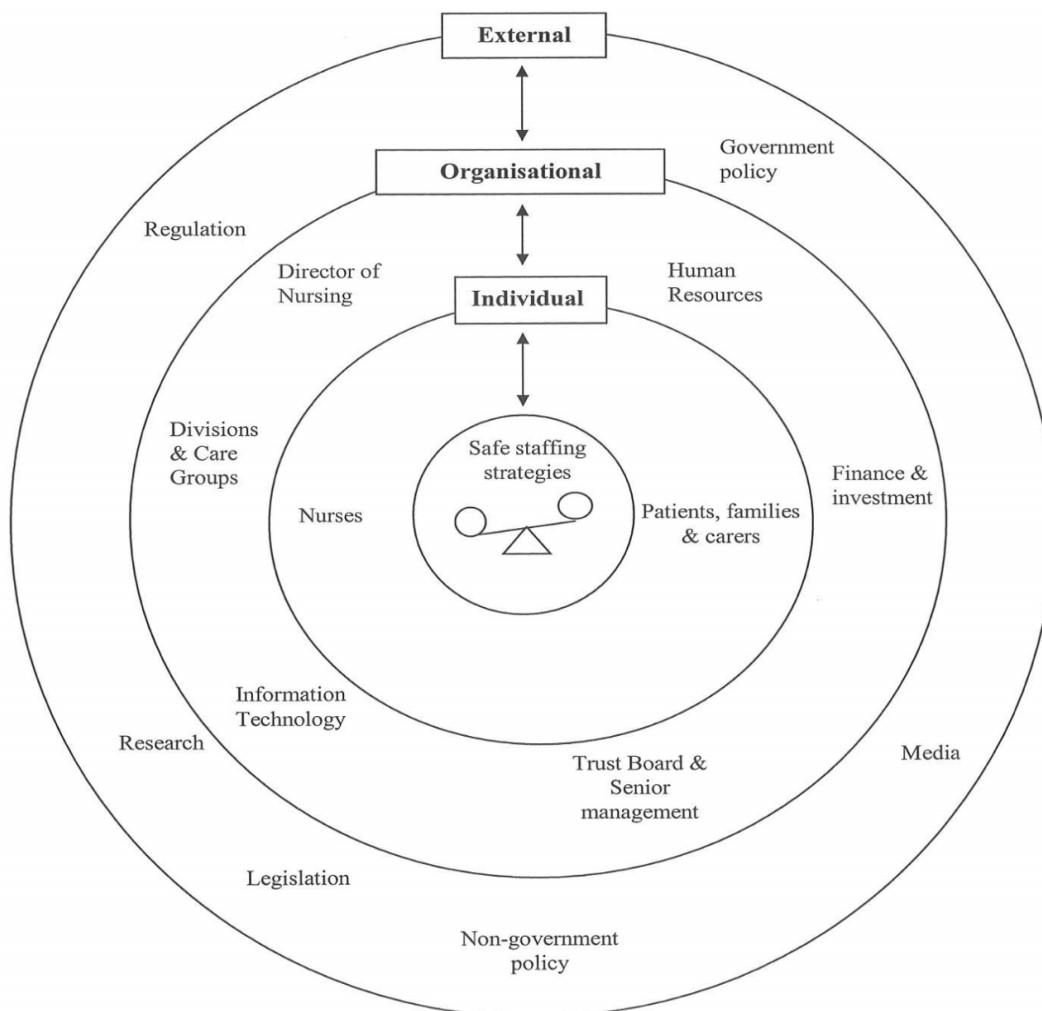 External
Government
policy
Organisational
Regulation
Director of
Nursing
Human
Resources
Individual
Divisions
& Care
Groups
Safe staffing
strategies
Finance &
investment
Nurses
Patients, families
& carers
Information
Technology
Research
Trust Board &
Senior
management
Media
Legislation
Non-government
policy